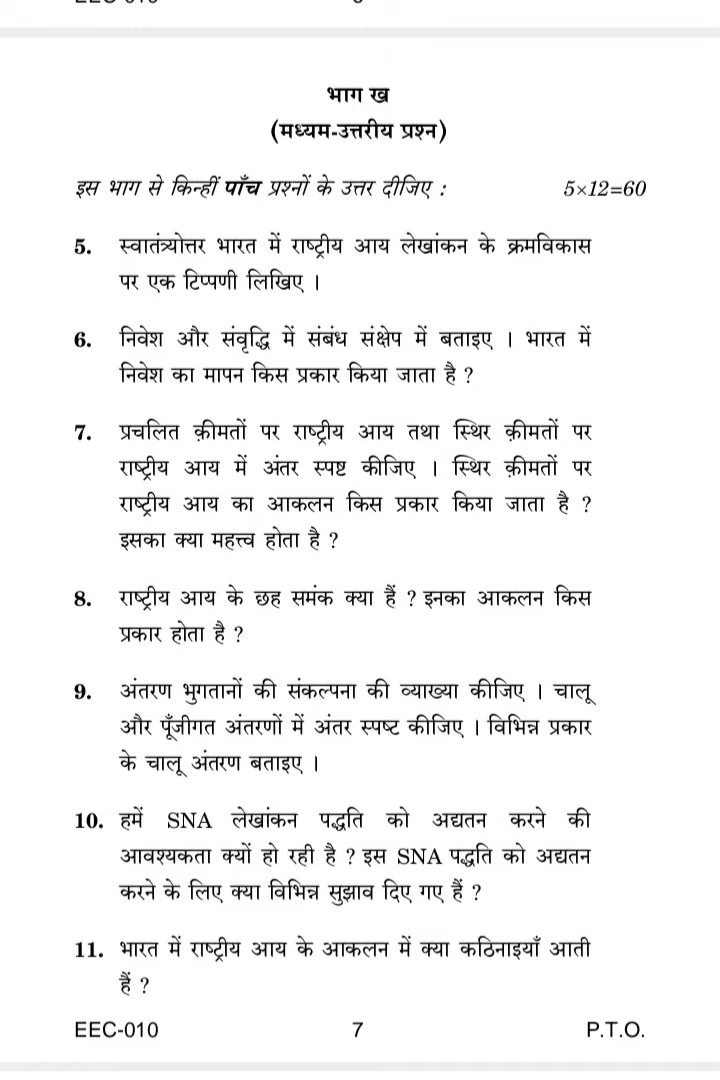 भाग ख
(मध्यम-उत्तरीय प्रश्न)
इस भाग से किन्हीं पाँच प्रश्नों के उत्तर दीजिए : 5×12=60
5. स्वातंत्र्योत्तर भारत में राष्ट्रीय आय लेखांकन के क्रमविकास
पर एक टिप्पणी लिखिए ।
6. निवेश और संवृद्धि में संबंध संक्षेप में बताइए । भारत में
निवेश का मापन किस प्रकार किया जाता है ?
7. प्रचलित क़ीमतों पर राष्ट्रीय आय तथा स्थिर क़ीमतों पर
राष्ट्रीय आय में अंतर स्पष्ट कीजिए । स्थिर क़ीमतों पर
राष्ट्रीय आय का आकलन किस प्रकार किया जाता है ?
इसका क्या महत्त्व होता है ?
8. राष्ट्रीय आय के छह समंक क्या हैं ? इनका आकलन किस
प्रकार होता है ?
9. अंतरण भुगतानों की संकल्पना की व्याख्या कीजिए । चालू
और पूँजीगत अंतरणों में अंतर स्पष्ट कीजिए । विभिन्न प्रकार
के चालू अंतरण बताइए ।
10. हमें SNA लेखांकन पद्धति को अद्यतन करने की
आवश्यकता क्यों हो रही है ? इस SNA पद्धति को अद्यतन
करने के लिए क्या विभिन्न सुझाव दिए गए हैं ?
11. भारत में राष्ट्रीय आय के आकलन में क्या कठिनाइयाँ आती
हैं ?
EEC-010 7 P.T.O.